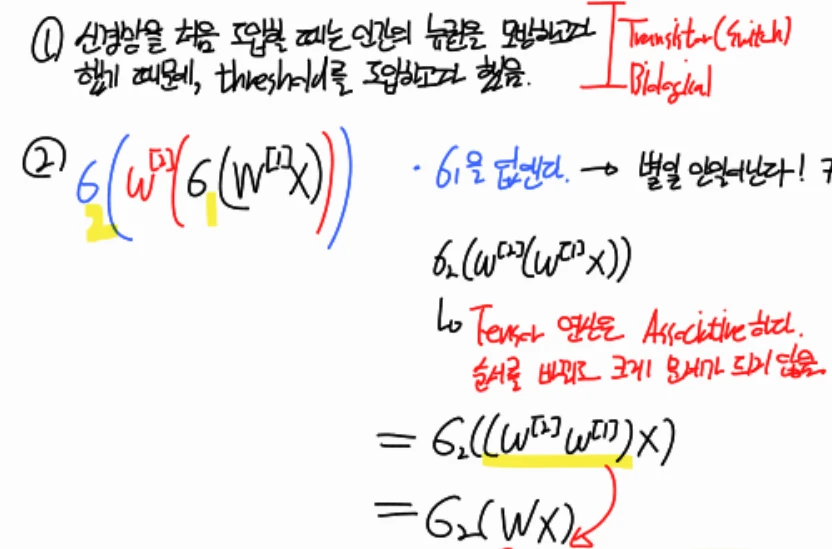 ① 신경망을 처음 도입할 때는 인간의 뉴런을 모방하고자
했기 때문에, threshold를 도입하고자 했음.
Transistor(Switch)
Biological
② σ₂(W[2](σ₁(W[1]X)))
· σ₁을 없앤다. → 별일 안일어난다!
σ₂(W[2](W[1]X))
↳ Tensor 연산은 Associtive하다.
순서를 바꿔도 크게 문제가 되지 않음.
= σ₂((W[2]W[1])X)
= σ₂(WX)